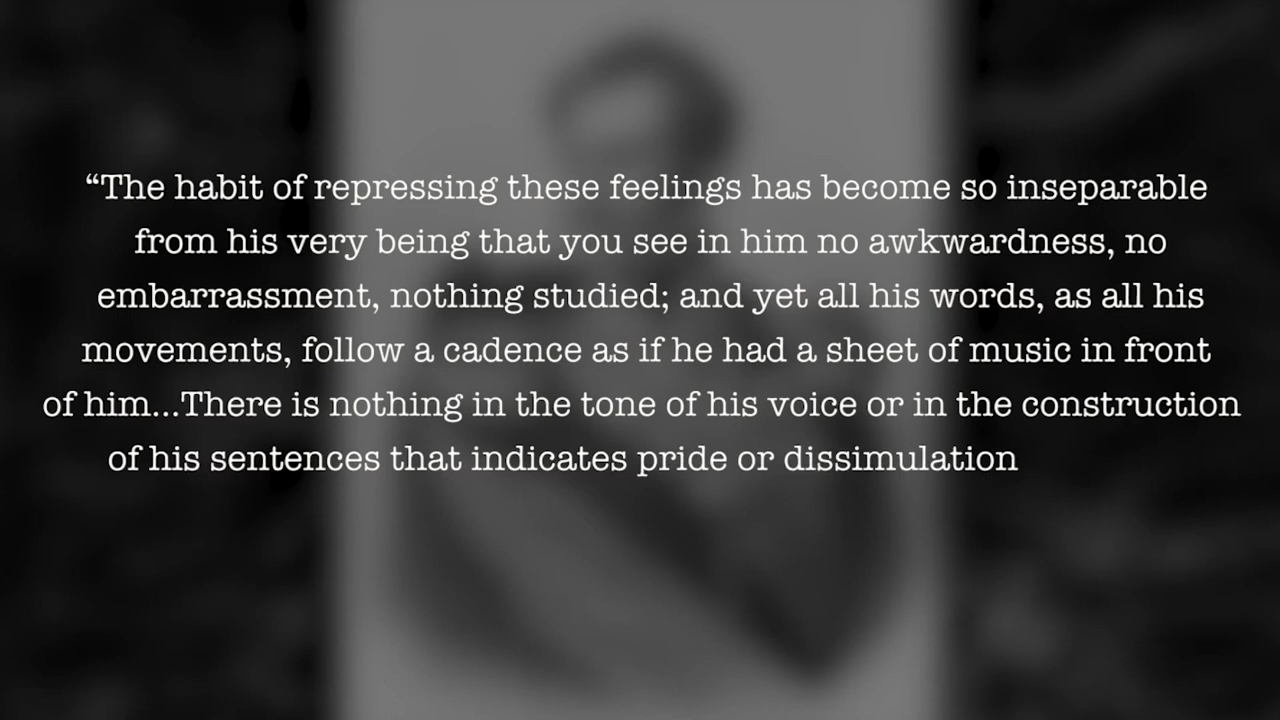 “The habit of repressing these feelings has become so inseparable
from his very being that you see in him no awkwardness, no
embarrassment, nothing studied; and yet all his words, as all his
movements, follow a cadence as if he had a sheet of music in front
of him...There is nothing in the tone of his voice or in the construction
of his sentences that indicates pride or dissimulation